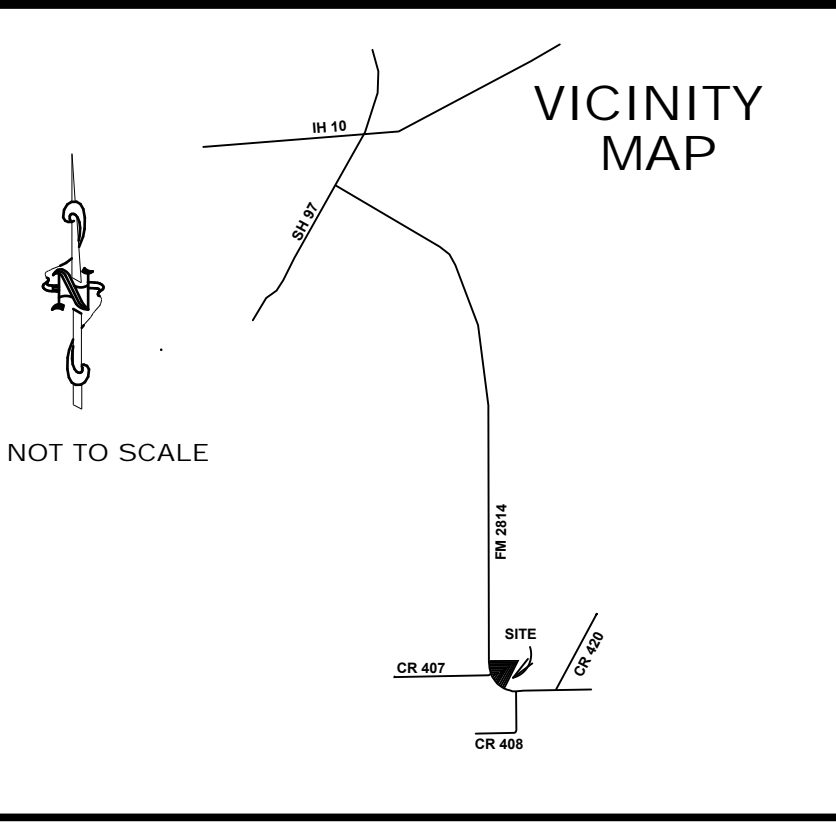 VICINITY
MAP
IH 10
SH 97
N
NOT TO SCALE
FM 2814
SITE
CR 407
CR 420
CR 408